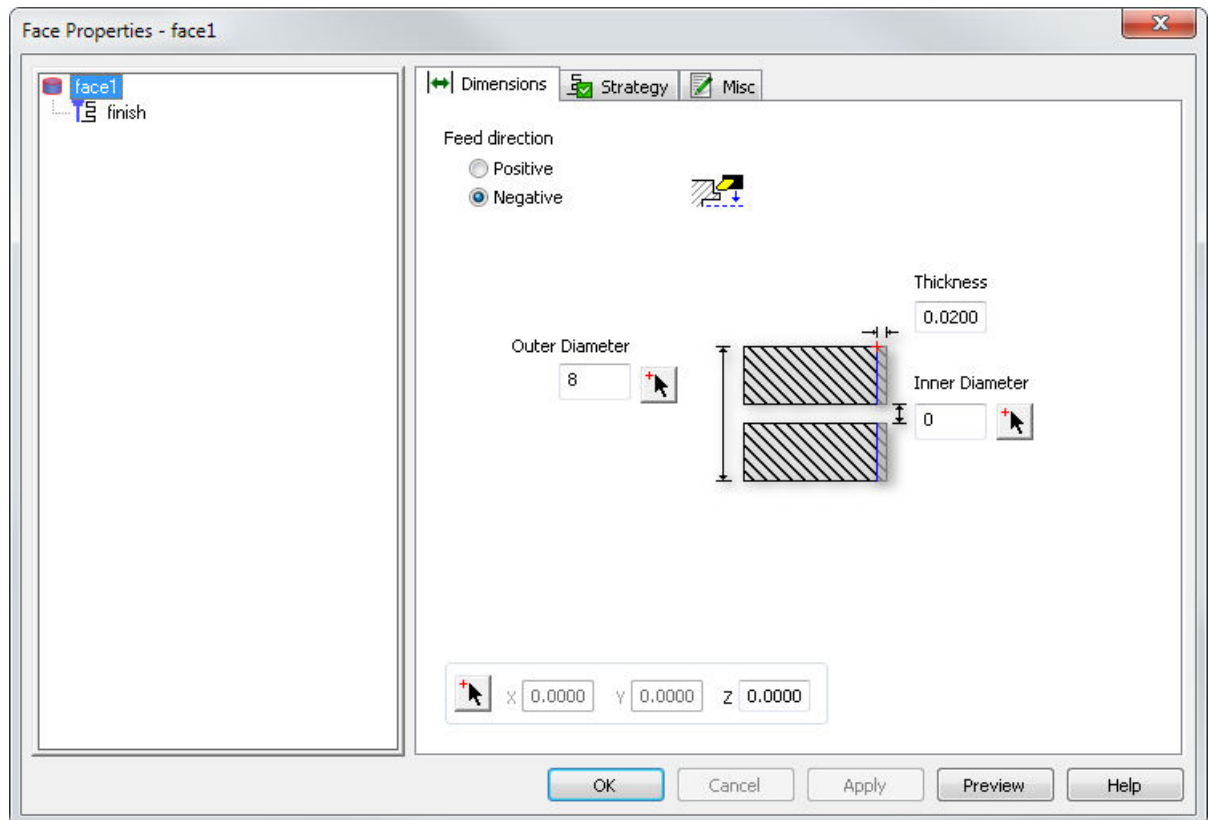 Face Properties - face1
x
face1
finish
Dimensions
Strategy
Misc
Feed direction
Positive
Negative
Thickness
0.0200
Outer Diameter
8
Inner Diameter
0
X 0.0000 Y 0.0000 Z 0.0000
OK Cancel Apply Preview Help